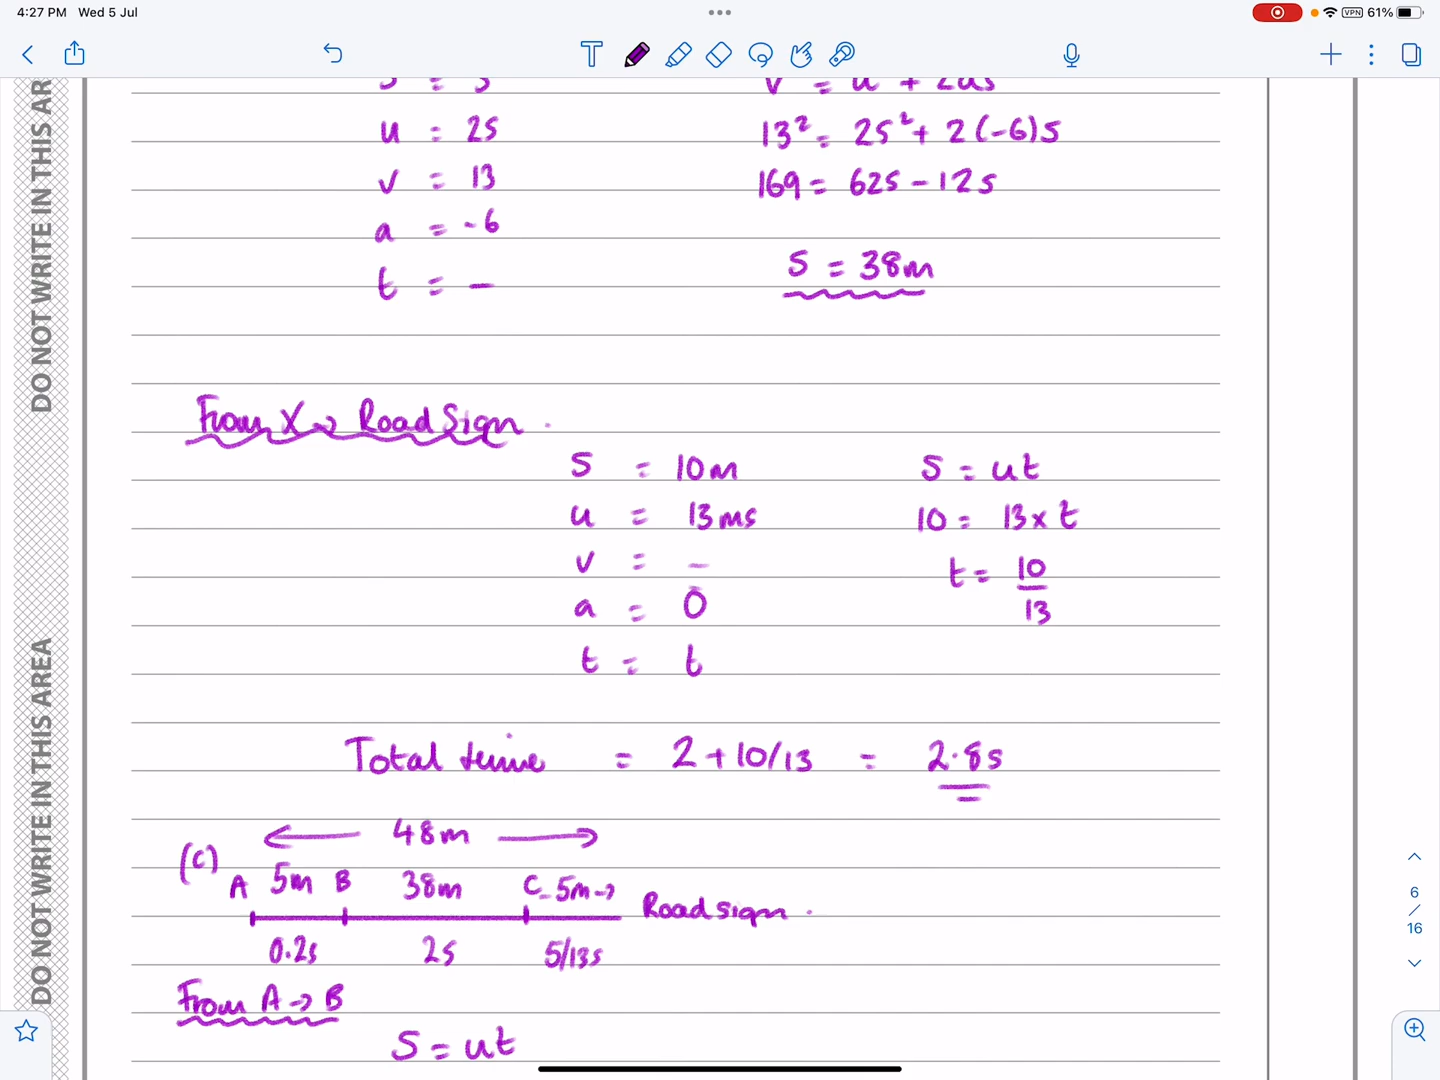 4:27 PM Wed 5 Jul
VPN 61%
DO NOT WRITE IN THIS AR
u = 25
v = 13
a = -6
t = -
v = u + 2as
13² = 25² + 2(-6)s
169 = 625 - 12s
s = 38m
From X → Road Sign.
s = 10m
u = 13ms
v = -
a = 0
t = t
s = ut
10 = 13 x t
t = 10/13
Total time = 2 + 10/13 = 2.8s
DO NOT WRITE IN THIS AREA
(c)
48m
A 5m B 38m C 5m → Road sign.
0.2s 2s 5/13s
From A → B
s = ut
6 / 16